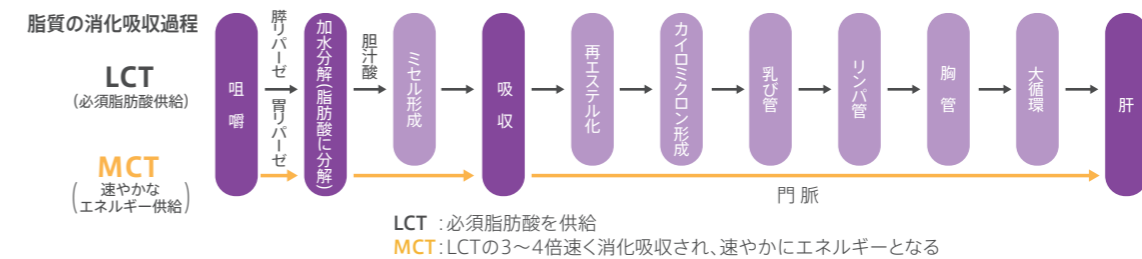 脂質の消化吸収過程
LCT
(必須脂肪酸供給)
MCT
(速やかな
エネルギー供給)
咀嚼
膵リパーゼ
胃リパーゼ
加水分解(脂肪酸に分解)
胆汁酸
ミセル形成
吸収
再エステル化
カイロミクロン形成
乳び管
リンパ管
胸管
大循環
肝
門脈
LCT:必須脂肪酸を供給
MCT:LCTの3〜4倍速く消化吸収され、速やかにエネルギーとなる